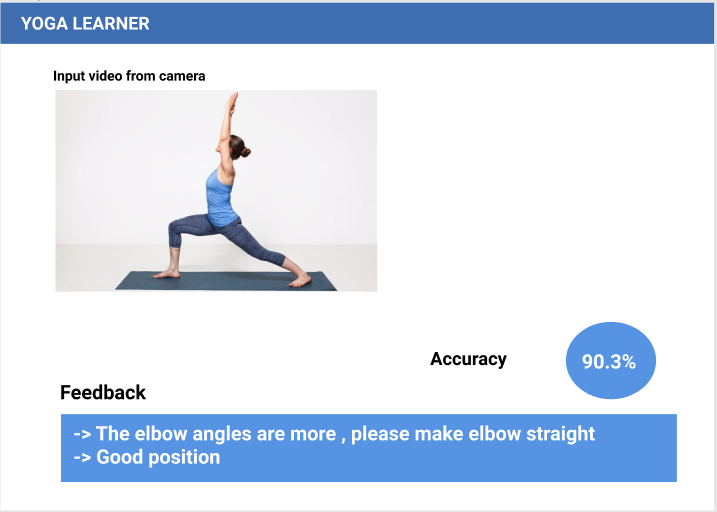 YOGA LEARNER
Input video from camera
Accuracy
90.3%
Feedback
-> The elbow angles are more , please make elbow straight
-> Good position